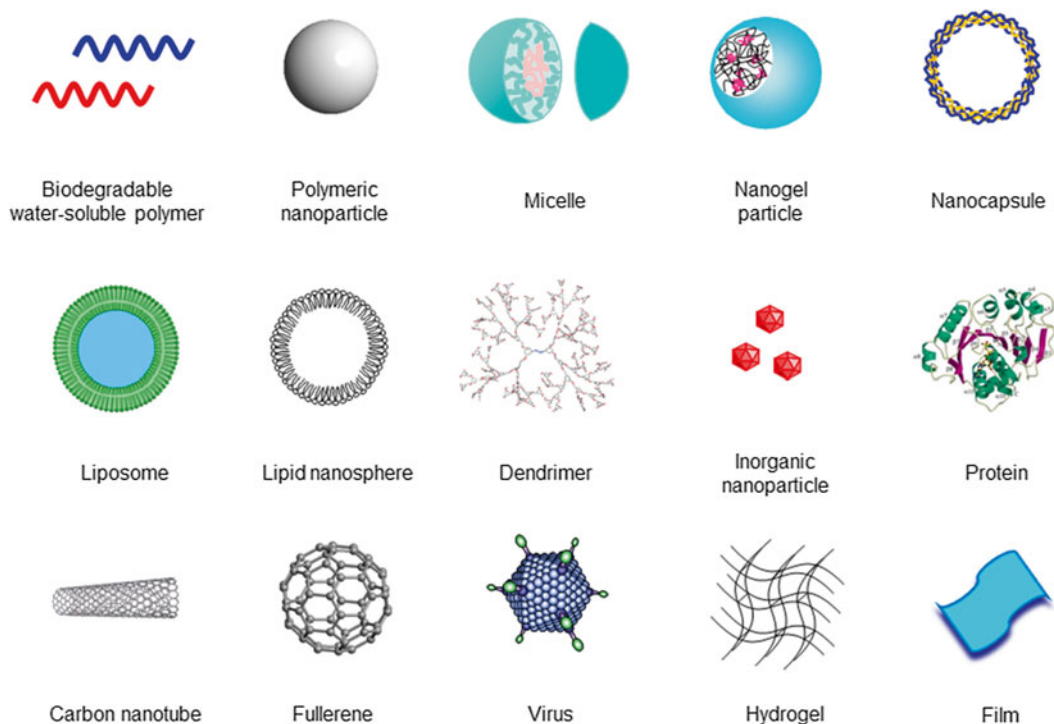 Biodegradable
water-soluble polymer
Polymeric
nanoparticle
Micelle
Nanogel
particle
Nanocapsule
Liposome
Lipid nanosphere
Dendrimer
Inorganic
nanoparticle
Protein
Carbon nanotube
Fullerene
Virus
Hydrogel
Film